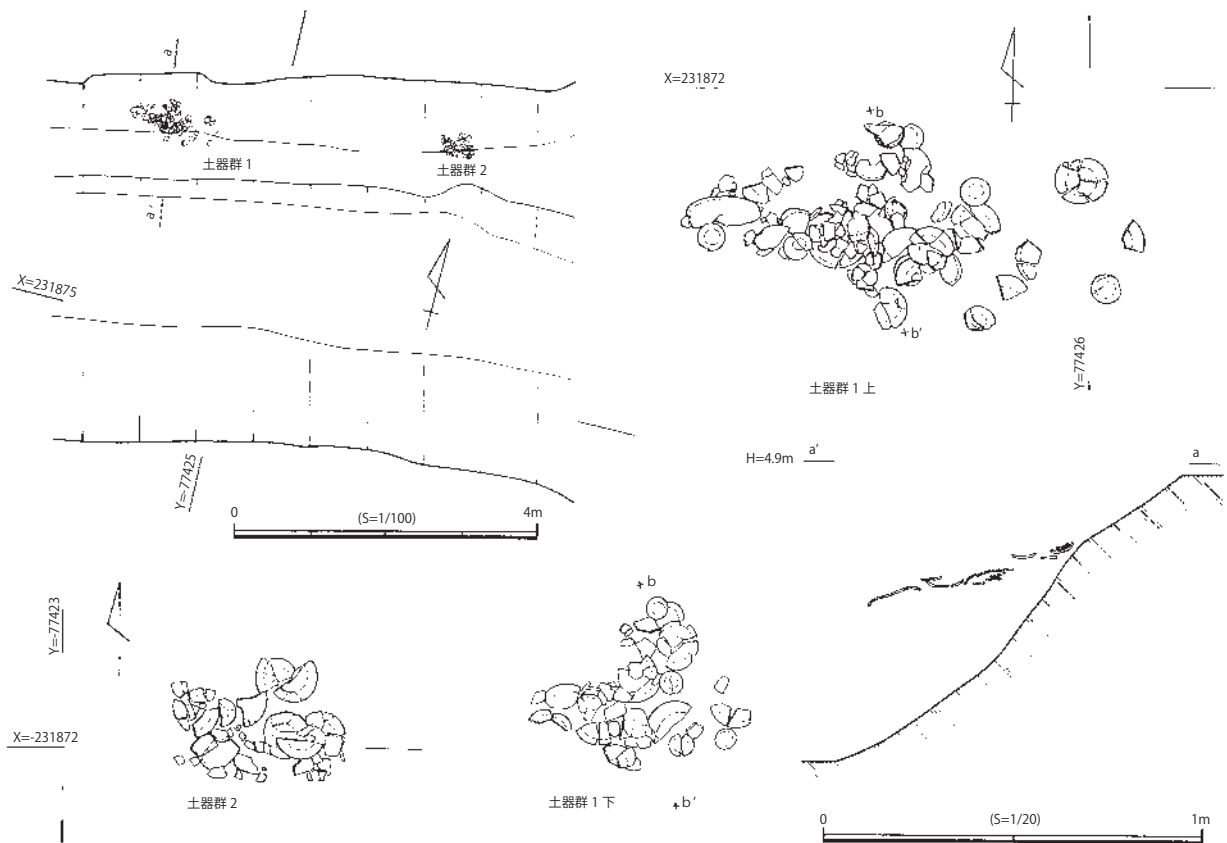 a
土器群 1
土器群 2
a'
X=231875
Y=-77425
0 (S=1/100) 4m
X=231872
+b
+b'
Y=77426
土器群 1 上
H=4.9m a'
a
Y=-77423
X=-231872
土器群 2
+b
土器群 1 下
+b'
0 (S=1/20) 1m